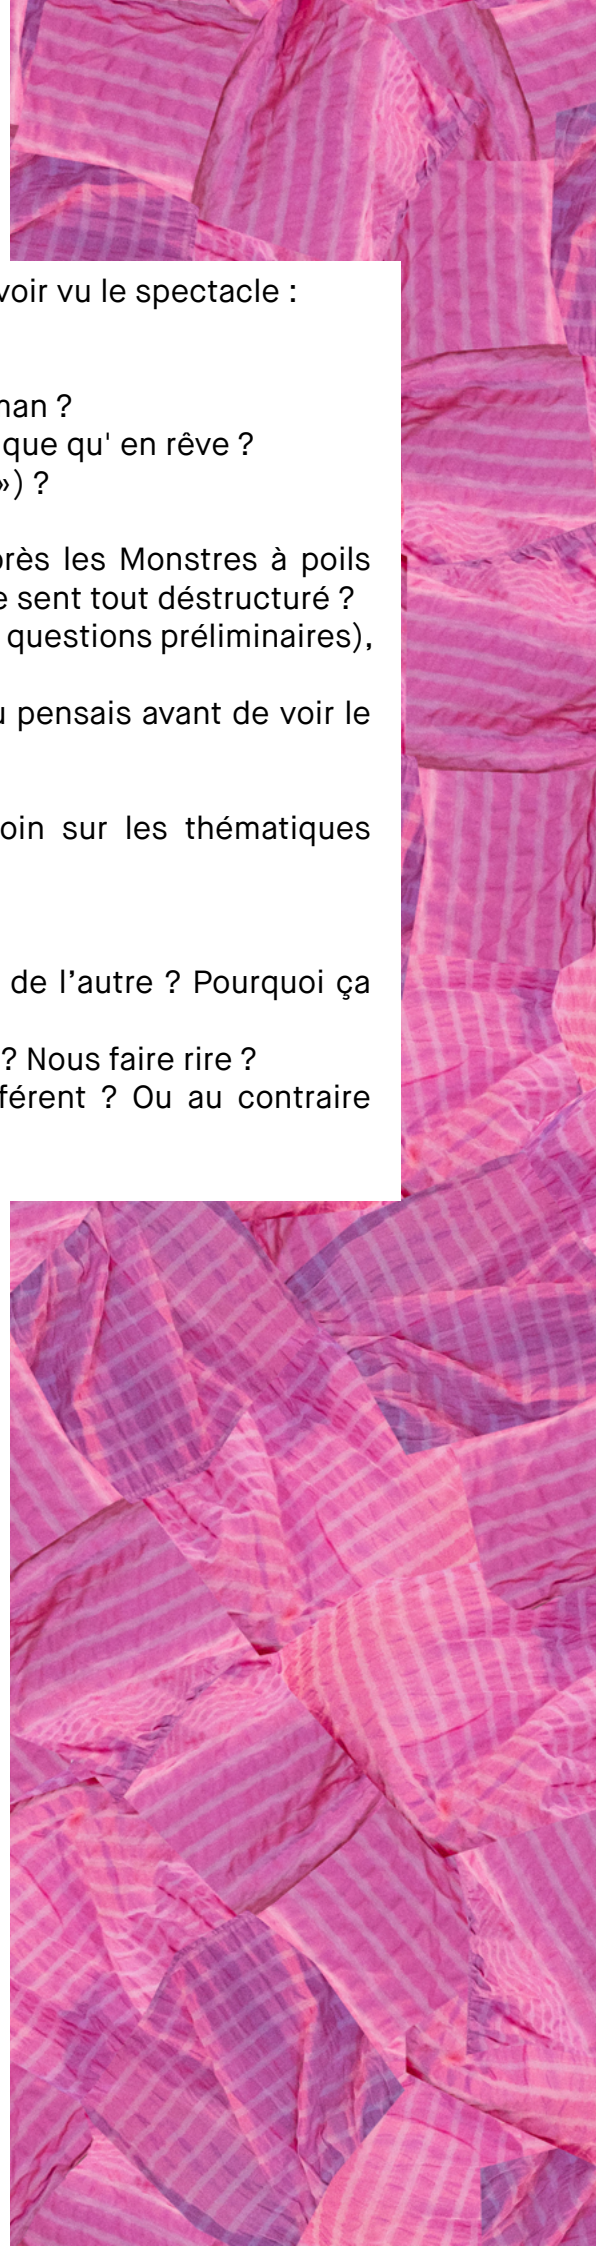 voir vu le spectacle :
nan ?
que qu' en rêve ?
») ?
près les Monstres à poils
e sent tout déstructuré ?
questions préliminaires),
u pensais avant de voir le
oin sur les thématiques
de l’autre ? Pourquoi ça
? Nous faire rire ?
férent ? Ou au contraire